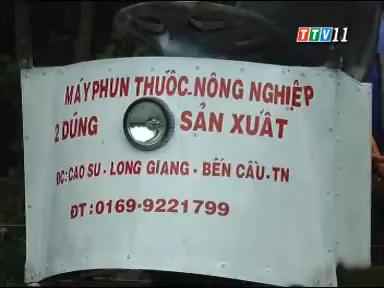 TTV11
MÁY PHUN THUỐC.NÔNG NGHIỆP
2 DŨNG SẢN XUẤT
ĐC:CAO SU - LONG GIANG - BẾN CẦU.TN
ĐT:0169-9221799